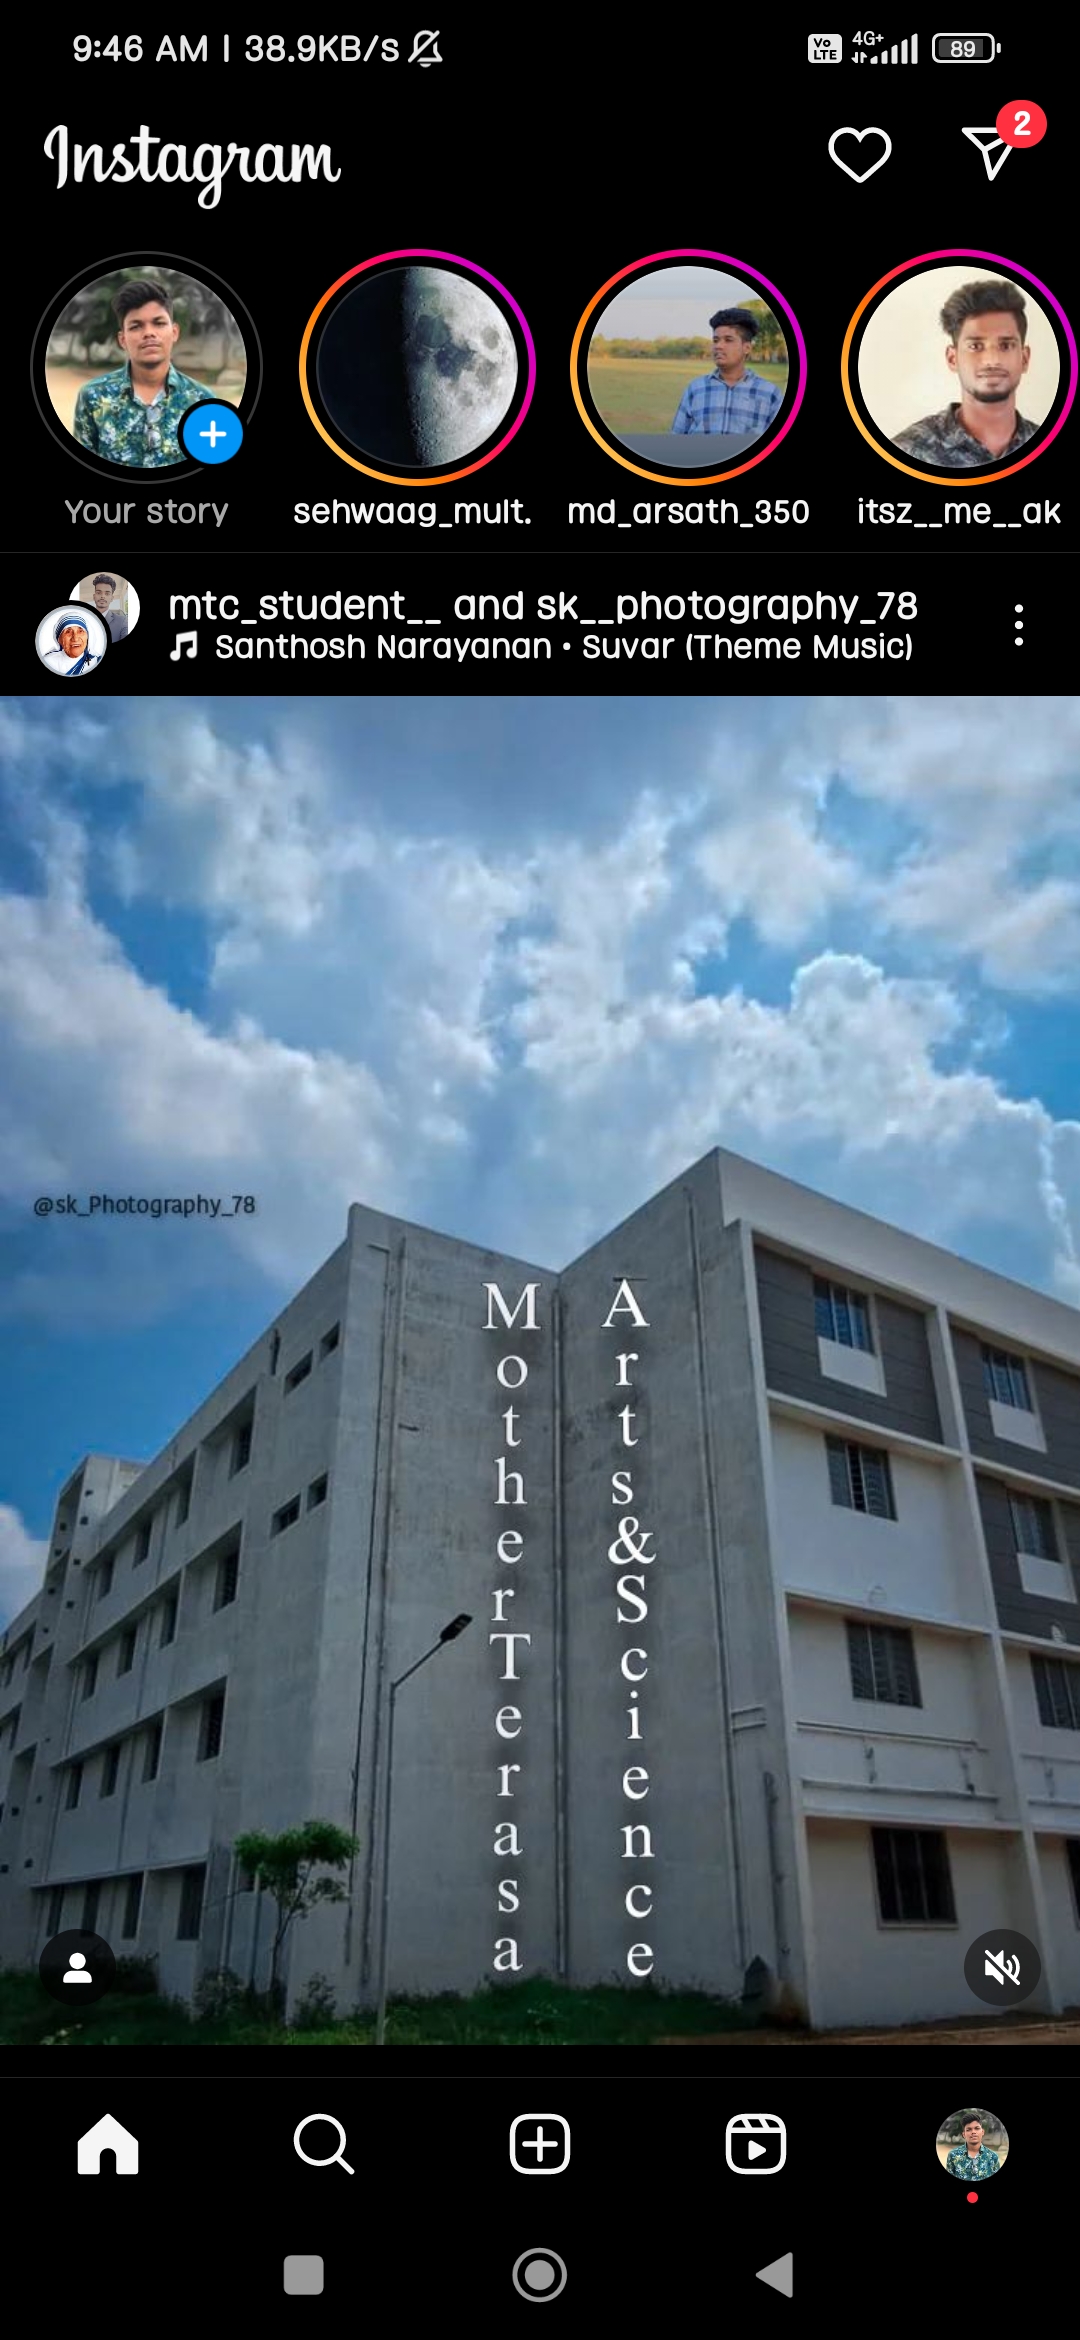 9:46 AM | 38.9KB/s
Vo LTE
4G+
89
Instagram
2
Your story
sehwaag_mult.
md_arsath_350
itsz__me__ak
mtc_student__ and sk__photography_78
Santhosh Narayanan • Suvar (Theme Music)
@sk_Photography_78
MotherTerasa
Arts&Science